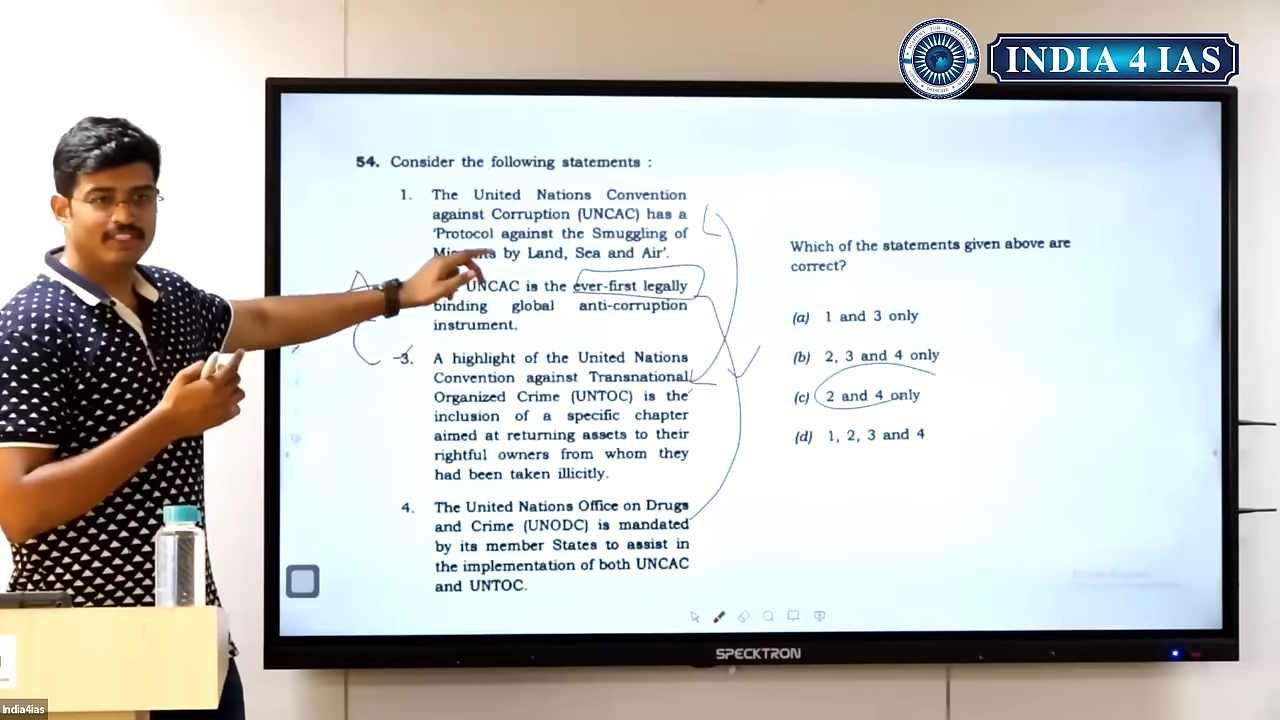 INDIA 4 IAS
54. Consider the following statements :
1. The United Nations Convention
against Corruption (UNCAC) has a
'Protocol against the Smuggling of
by Land, Sea and Air'.
UNCAC is the ever-first legally
binding global anti-corruption
instrument.
3. A highlight of the United Nations
Convention against Transnational
Organized Crime (UNTOC) is the
inclusion of a specific chapter
aimed at returning assets to their
rightful owners from whom they
had been taken illicitly.
4. The United Nations Office on Drugs
and Crime (UNODC) is mandated
by its member States to assist in
the implementation of both UNCAC
and UNTOC.
Which of the statements given above are
correct?
(a) 1 and 3 only
(b) 2, 3 and 4 only
(c) 2 and 4 only
(d) 1, 2, 3 and 4
SPECKTRON
India4ias